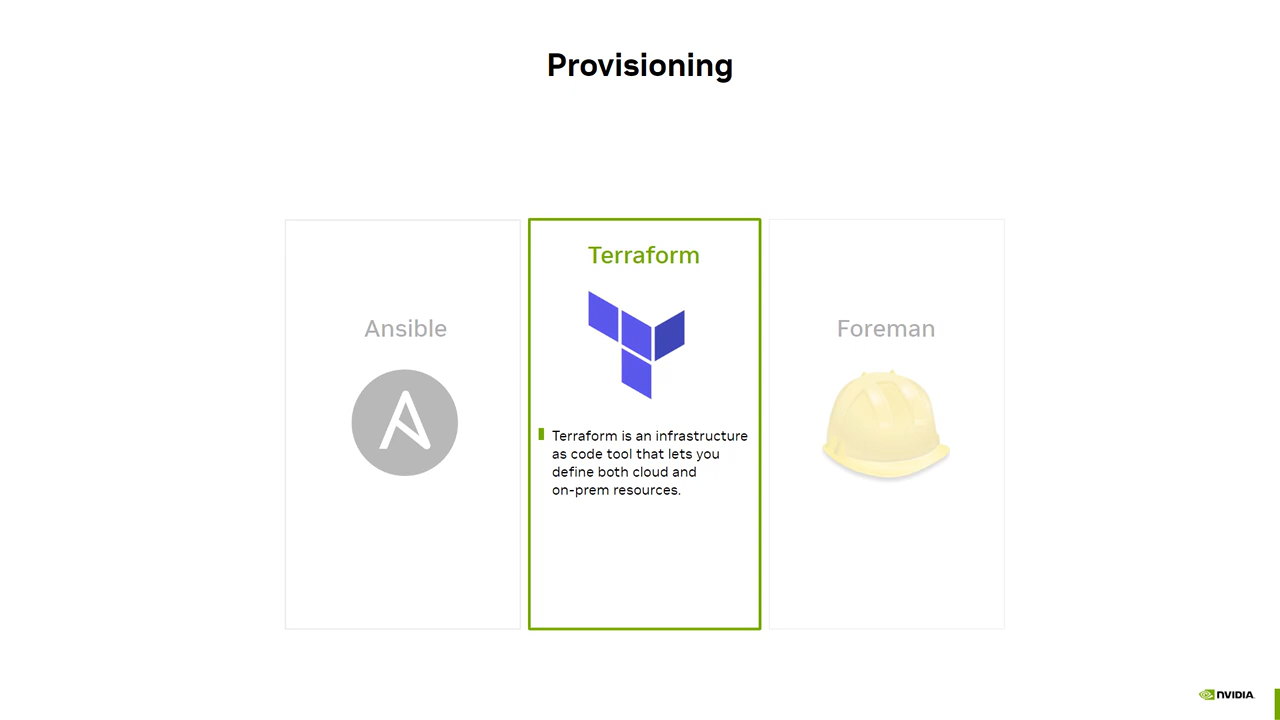 Provisioning
Ansible
Terraform
Terraform is an infrastructure
as code tool that lets you
define both cloud and
on-prem resources.
Foreman
NVIDIA.